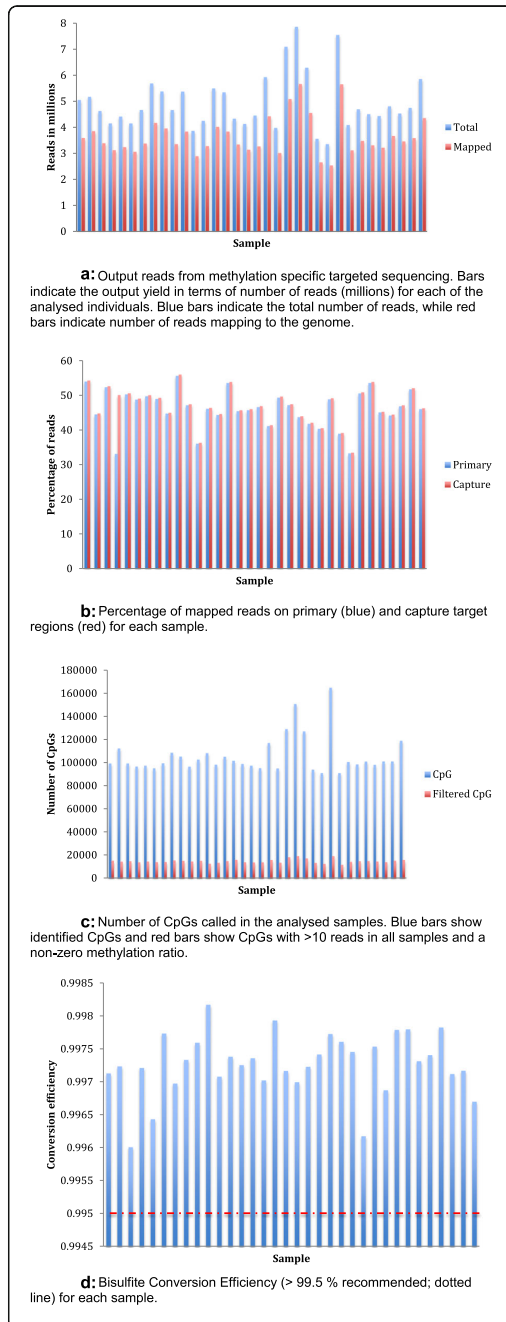 8
7
6
5
4
3
2
1
0
Reads in millions
Total
Mapped
Sample
a: Output reads from methylation specific targeted sequencing. Bars
indicate the output yield in terms of number of reads (millions) for each of the
analysed individuals. Blue bars indicate the total number of reads, while red
bars indicate number of reads mapping to the genome.
60
50
40
30
20
10
0
Percentage of reads
Primary
Capture
Sample
b: Percentage of mapped reads on primary (blue) and capture target
regions (red) for each sample.
180000
160000
140000
120000
100000
80000
60000
40000
20000
0
Number of CpGs
CpG
Filtered CpG
Sample
c: Number of CpGs called in the analysed samples. Blue bars show
identified CpGs and red bars show CpGs with >10 reads in all samples and a
non-zero methylation ratio.
0.9985
0.998
0.9975
0.997
0.9965
0.996
0.9955
0.995
0.9945
Conversion efficiency
Sample
d: Bisulfite Conversion Efficiency (> 99.5 % recommended; dotted
line) for each sample.